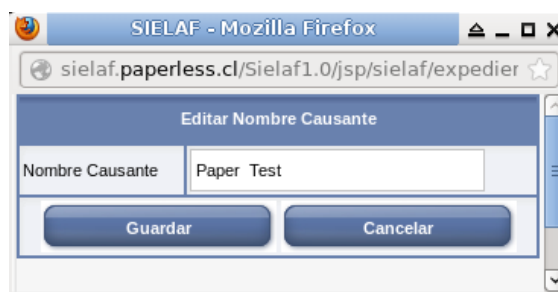 SIELAF - Mozilla Firefox
sielaf.paperless.cl/Sielaf1.0/jsp/sielaf/expedier
Editar Nombre Causante
Nombre Causante Paper Test
Guardar Cancelar